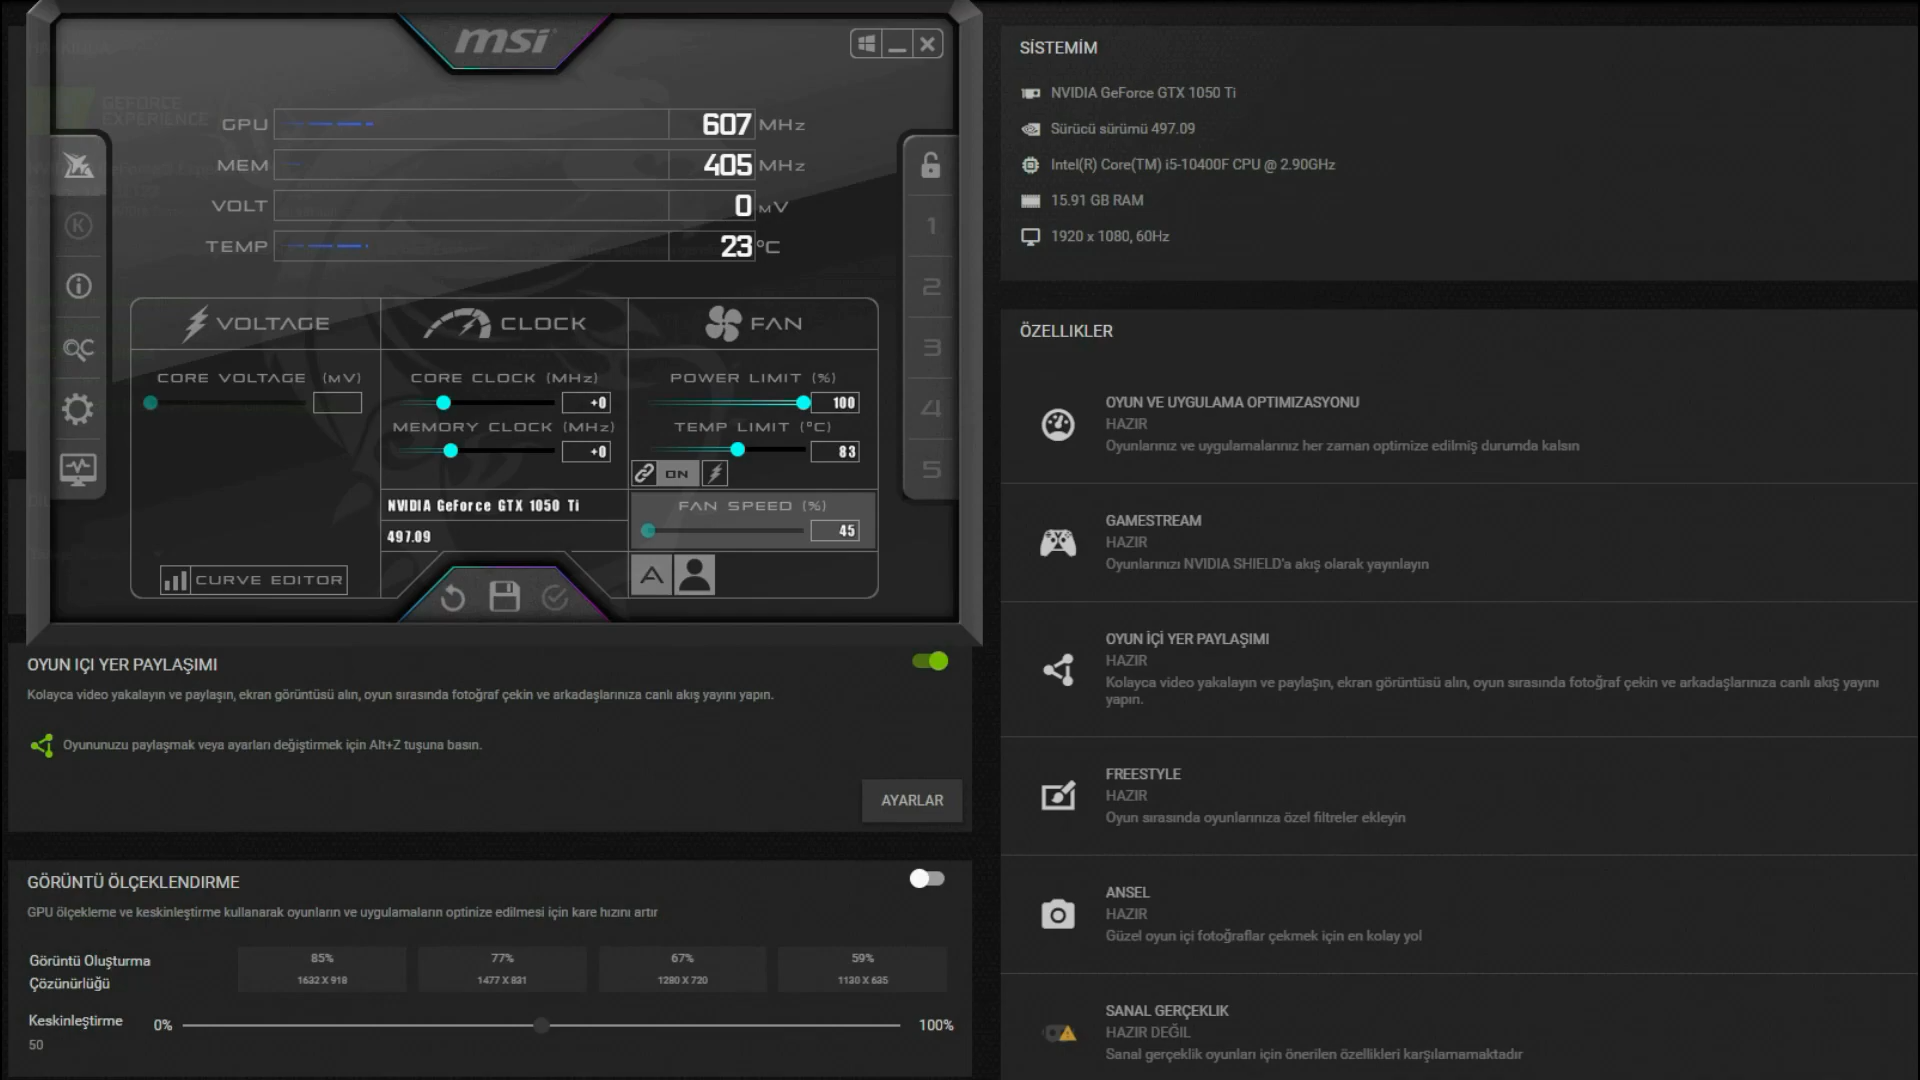 msi
GEFORCE
EXPERIENCE
GPU 607 MHz
MEM 405 MHz
VOLT 0 MV
TEMP 23 °C
K
1
2
3
4
5
VOLTAGE
CLOCK
FAN
CORE VOLTAGE (MV)
CORE CLOCK (MHz)
+0
MEMORY CLOCK (MHz)
+0
POWER LIMIT (%)
100
TEMP LIMIT (°C)
83
ON
NVIDIA GeForce GTX 1050 Ti
497.09
FAN SPEED (%)
45
A
CURVE EDITOR
OYUN IÇI YER PAYLAŞIMI
Kolayca video yakalayın ve paylaşın, ekran görüntüsü alın, oyun sırasında fotoğraf çekin ve arkadaşlarınıza canlı akış yayını yapın.
Oyununuzu paylaşmak veya ayarları değiştirmek için Alt+Z tuşuna basın.
AYARLAR
GÖRÜNTÜ ÖLÇEKLENDIRME
GPU ölçekleme ve keskinleştirme kullanarak oyunların ve uygulamaların optinize edilmesi için kare hızını artır
Görüntü Oluşturma
Çözünürlüğü
85%
1632 X 918
77%
1477 X 831
67%
1280 X 720
59%
1130 X 635
Keskinleştirme
50
0%
100%
SİSTEMİM
NVIDIA GeForce GTX 1050 Ti
Sürücü sürümü 497.09
Intel(R) Core(TM) i5-10400F CPU @ 2.90GHz
15.91 GB RAM
1920 x 1080, 60Hz
ÖZELLIKLER
OYUN VE UYGULAMA OPTIMIZASYONU
HAZIR
Oyunlarınız ve uygulamalarınız her zaman optimize edilmiş durumda kalsın
GAMESTREAM
HAZIR
Oyunlarınızı NVIDIA SHIELD'a akış olarak yayınlayın
OYUN İÇİ YER PAYLAŞIMI
HAZIR
Kolayca video yakalayın ve paylaşın, ekran görüntüsü alın, oyun sırasında fotoğraf çekin ve arkadaşlarınıza canlı akış yayını
yapın.
FREESTYLE
HAZIR
Oyun sırasında oyunlarınıza özel filtreler ekleyin
ANSEL
HAZIR
Güzel oyun içi fotoğraflar çekmek için en kolay yol
SANAL GERÇEKLIK
HAZIR DEĞIL
Sanal gerçeklik oyunları için önerilen özellikleri karşılamamaktadır